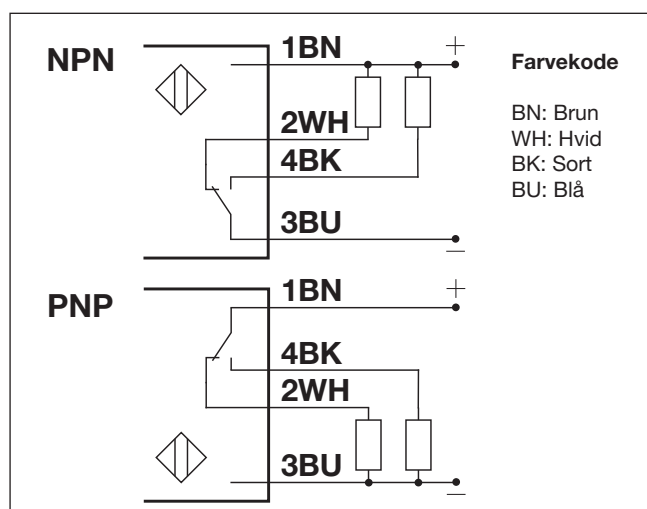 NPN
1BN
+
2WH
4BK
3BU
−
PNP
1BN
+
4BK
2WH
3BU
−
Farvekode
BN: Brun
WH: Hvid
BK: Sort
BU: Blå